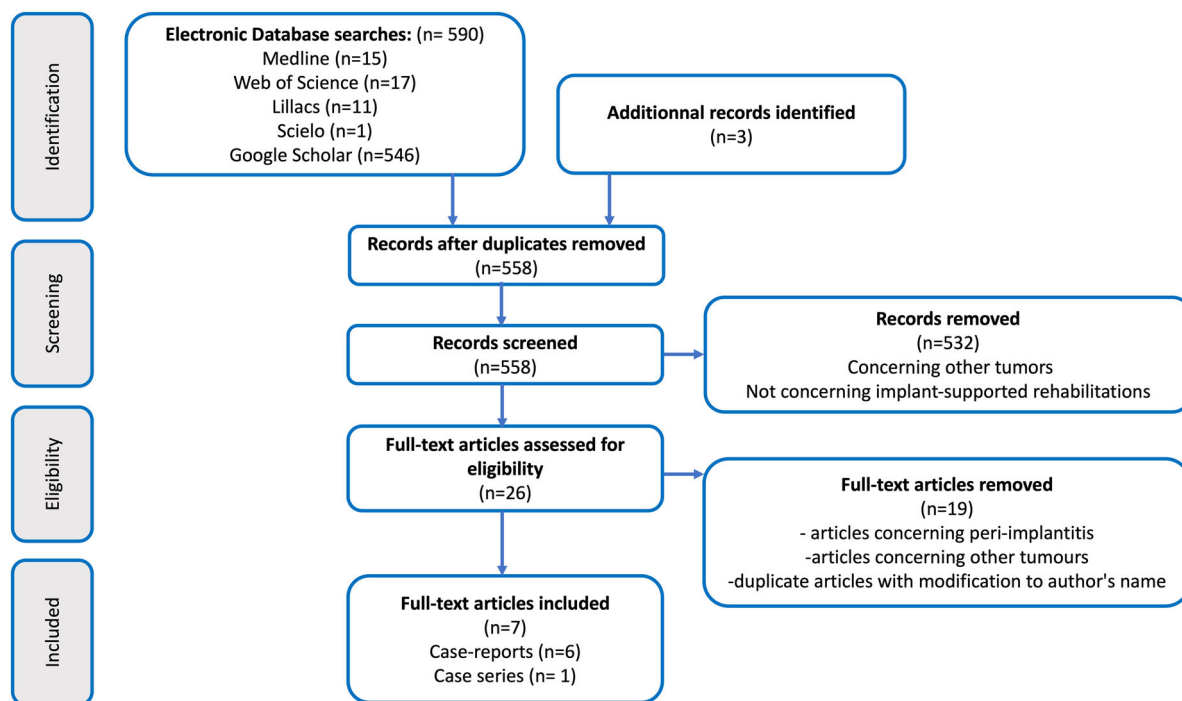 Identification
Electronic Database searches: (n= 590)
Medline (n=15)
Web of Science (n=17)
Lillacs (n=11)
Scielo (n=1)
Google Scholar (n=546)
Additionnal records identified
(n=3)
Records after duplicates removed
(n=558)
Screening
Records screened
(n=558)
Records removed
(n=532)
Concerning other tumors
Not concerning implant-supported rehabilitations
Eligibility
Full-text articles assessed for
eligibility
(n=26)
Full-text articles removed
(n=19)
- articles concerning peri-implantitis
-articles concerning other tumours
-duplicate articles with modification to author's name
Included
Full-text articles included
(n=7)
Case-reports (n=6)
Case series (n= 1)